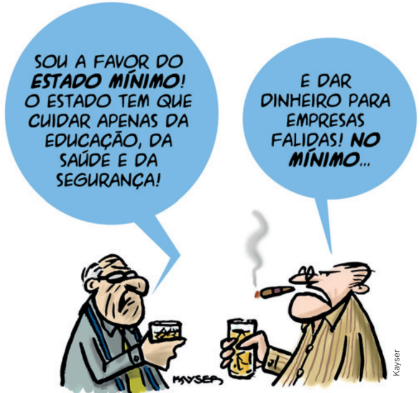 SOU A FAVOR DO
ESTADO MÍNIMO!
O ESTADO TEM QUE
CUIDAR APENAS DA
EDUCAÇÃO, DA
SAÚDE E DA
SEGURANÇA!
E DAR
DINHEIRO PARA
EMPRESAS
FALIDAS! NO
MÍNIMO...
KAYSER
Kayser